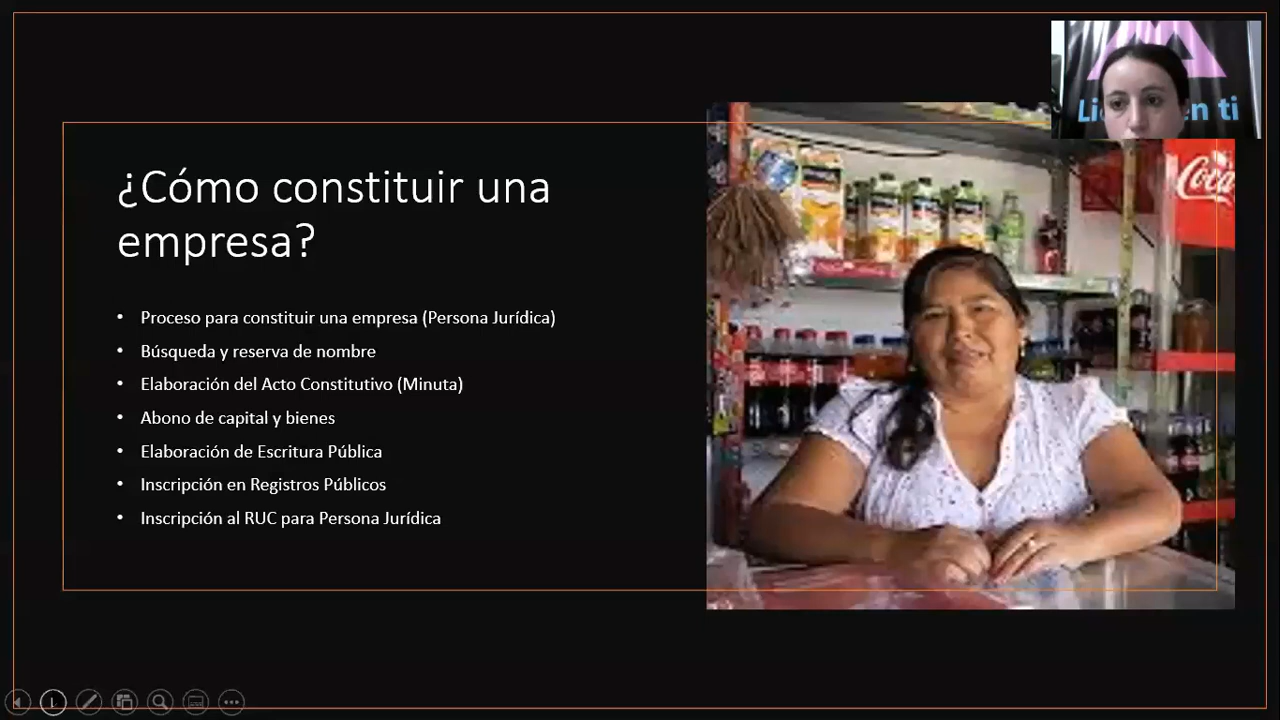 ¿Cómo constituir una
empresa?
• Proceso para constituir una empresa (Persona Jurídica)
• Búsqueda y reserva de nombre
• Elaboración del Acto Constitutivo (Minuta)
• Abono de capital y bienes
• Elaboración de Escritura Pública
• Inscripción en Registros Públicos
• Inscripción al RUC para Persona Jurídica
Coca
en ti